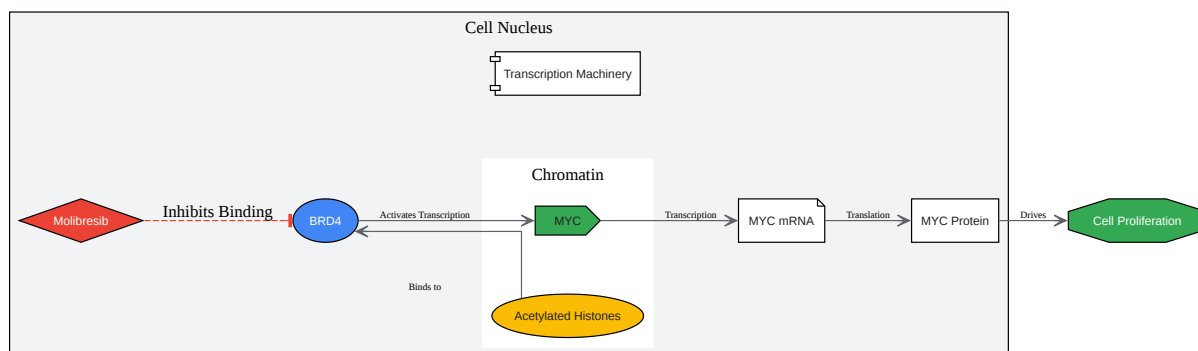 Cell Nucleus
Transcription Machinery
Chromatin
Molibresib
Inhibits Binding
BRD4
Activates Transcription
MYC
Transcription
MYC mRNA
Translation
MYC Protein
Drives
Cell Proliferation
Binds to
Acetylated Histones